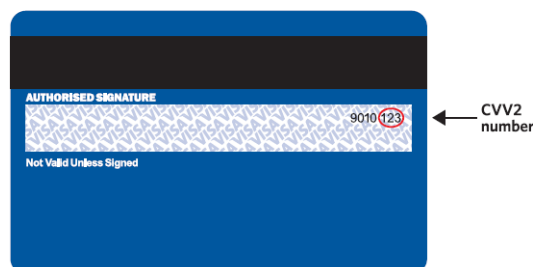 AUTHORISED SIGNATURE
9010 123
CVV2
number
Not Valid Unless Signed